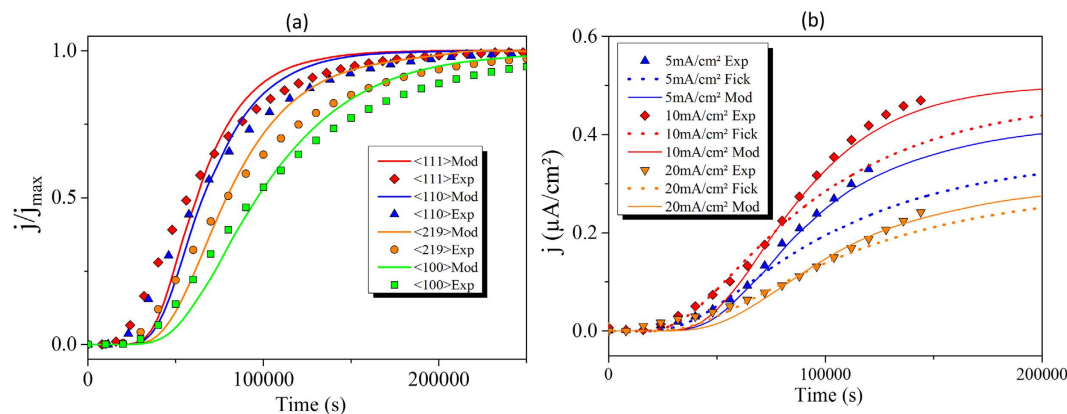 (a)
1.0
0.5
0.0
j/jmax
0
100000
200000
Time (s)
<111>Mod
<111>Exp
<110>Mod
<110>Exp
<219>Mod
<219>Exp
<100>Mod
<100>Exp
(b)
0.6
0.4
0.2
0.0
j (μA/cm²)
0
100000
200000
Time (s)
5mA/cm² Exp
5mA/cm² Fick
5mA/cm² Mod
10mA/cm² Exp
10mA/cm² Fick
10mA/cm² Mod
20mA/cm² Exp
20mA/cm² Fick
20mA/cm² Mod